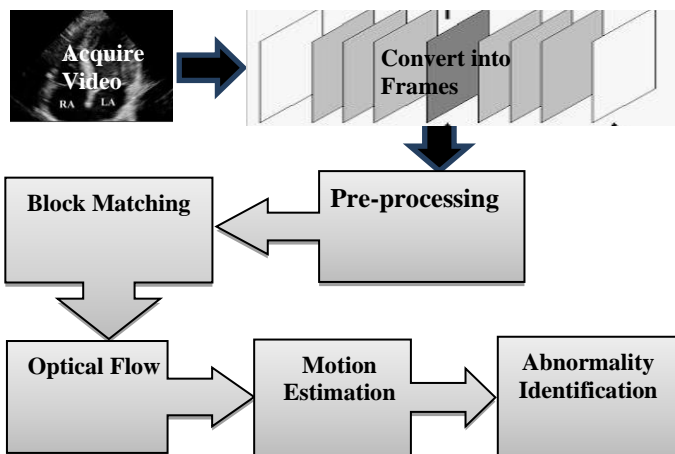 Acquire
Video
RA LA
Convert into
Frames
Pre-processing
Block Matching
Optical Flow
Motion
Estimation
Abnormality
Identification